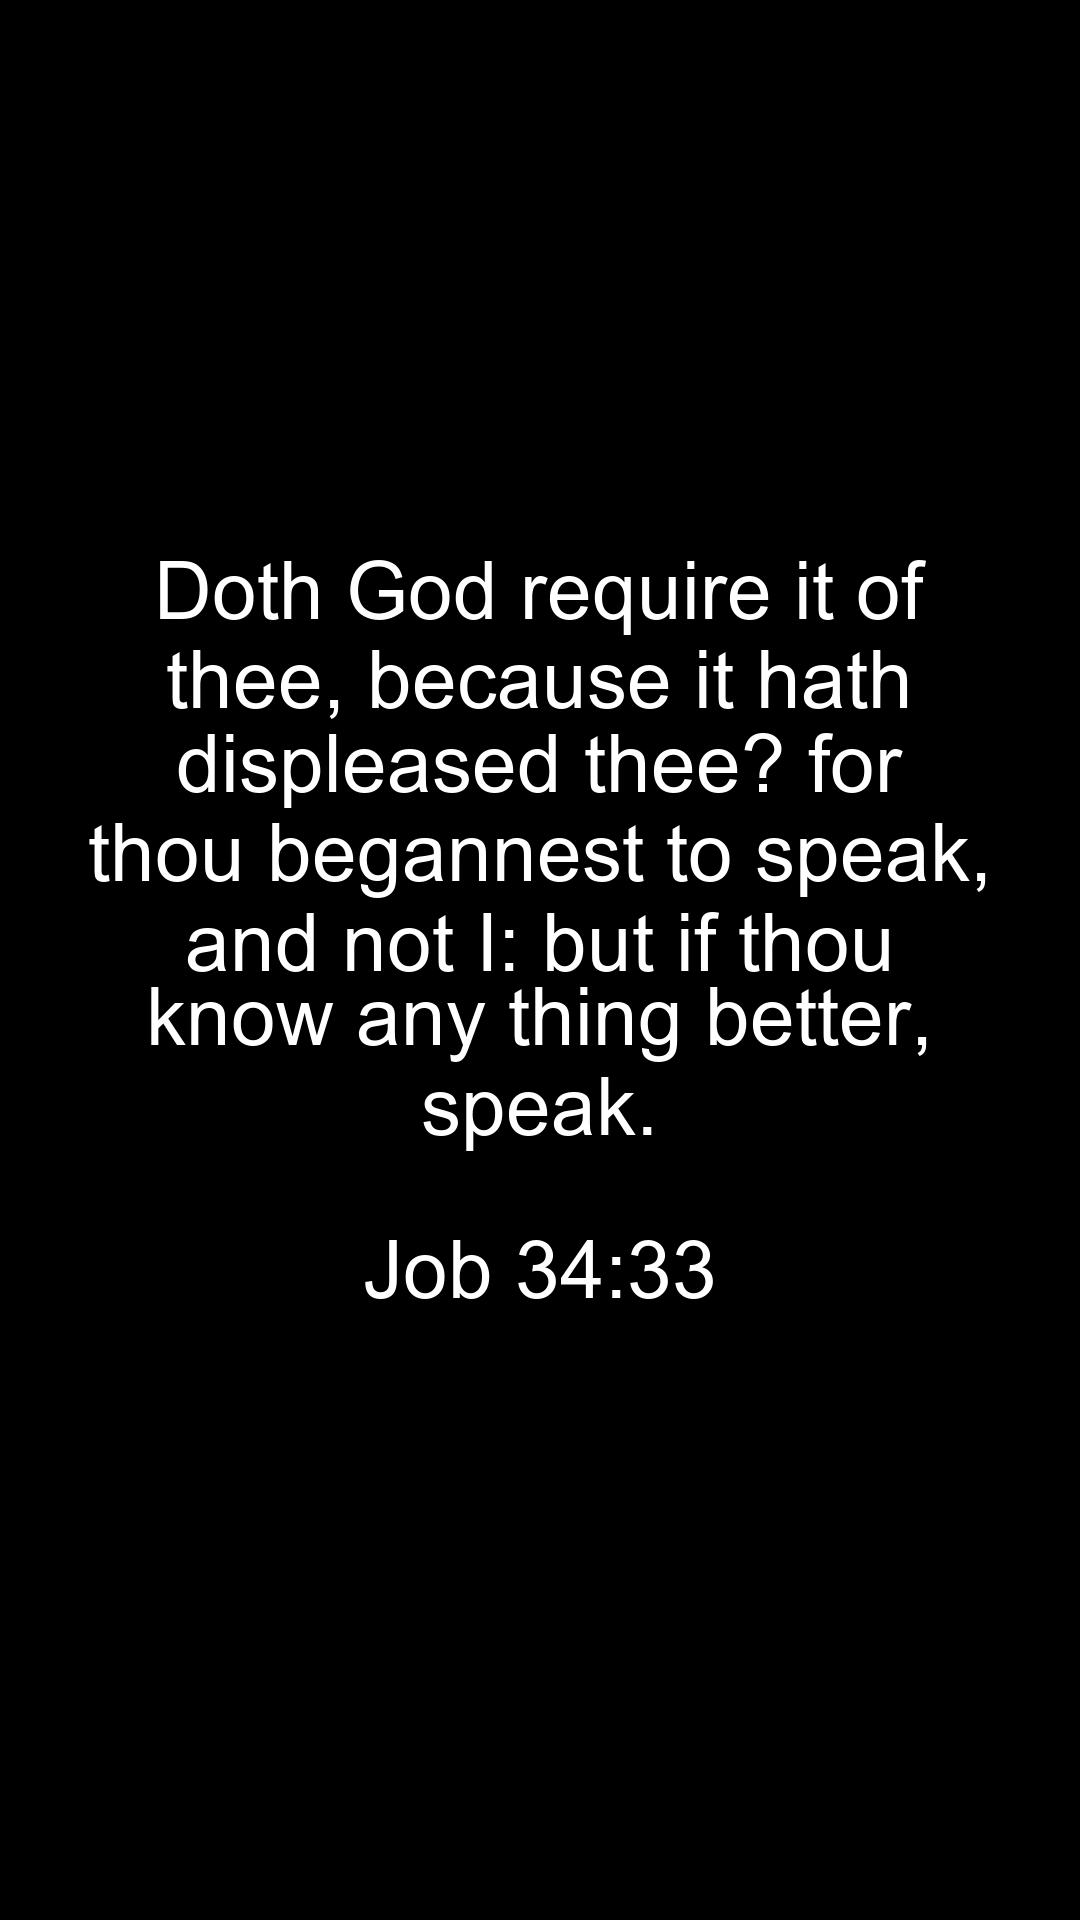 Doth God require it of
thee, because it hath
displeased thee? for
thou begannest to speak,
and not I: but if thou
know any thing better,
speak.
Job 34:33